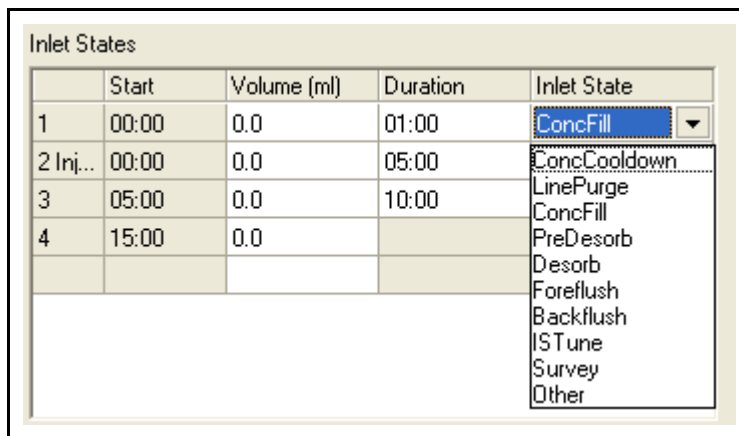 Inlet States
Start Volume (ml) Duration Inlet State
1 00:00 0.0 01:00 ConcFill
2 Inj... 00:00 0.0 05:00 ConcCooldown
LinePurge
3 05:00 0.0 10:00 ConcFill
4 15:00 0.0 PreDesorb
Desorb
Foreflush
Backflush
ISTune
Survey
Other